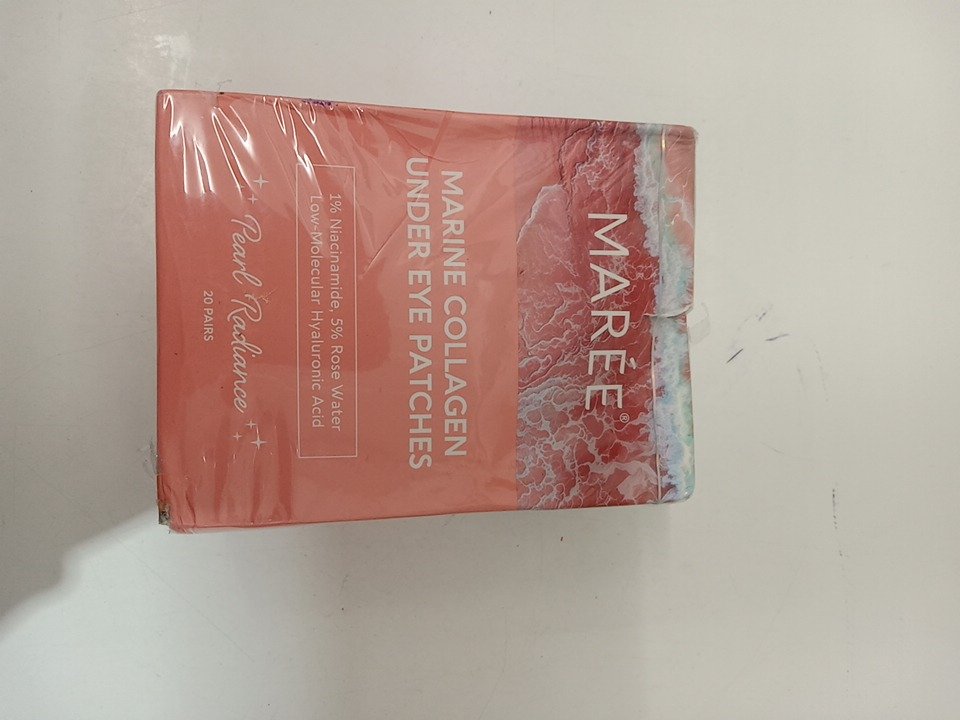 MARÉE®
MARINE COLLAGEN
UNDER EYE PATCHES
1% Niacinamide, 5% Rose Water
Low-Molecular Hyaluronic Acid
Pearl Radiance
20 PAIRS